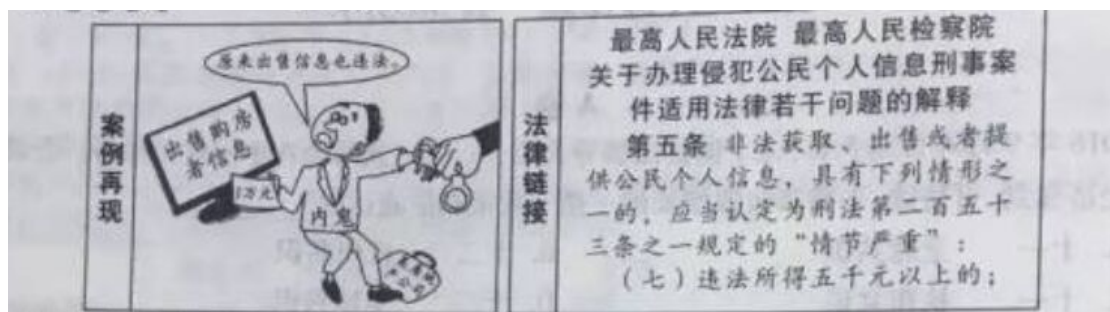 案例再现
原来出售信息也违法。
出售购房
者信息
1万元
内鬼
法律链接
最高人民法院 最高人民检察院
关于办理侵犯公民个人信息刑事案
件适用法律若干问题的解释
第五条 非法获取、出售或者提
供公民个人信息，具有下列情形之
一的，应当认定为刑法第二百五十
三条之一规定的“情节严重”：
（七）违法所得五千元以上的；